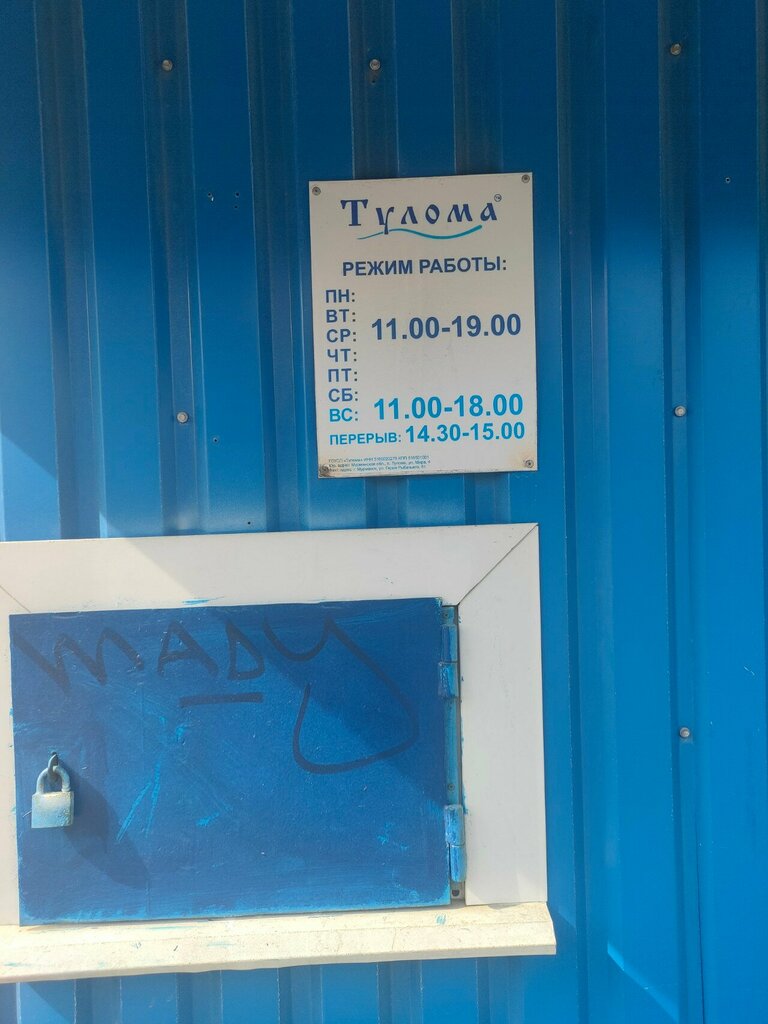 Тулома
РЕЖИМ РАБОТЫ:
ПН:
ВТ:
СР: 11.00-19.00
ЧТ:
ПТ:
СБ:
ВС: 11.00-18.00
ПЕРЕРЫВ: 14.30-15.00